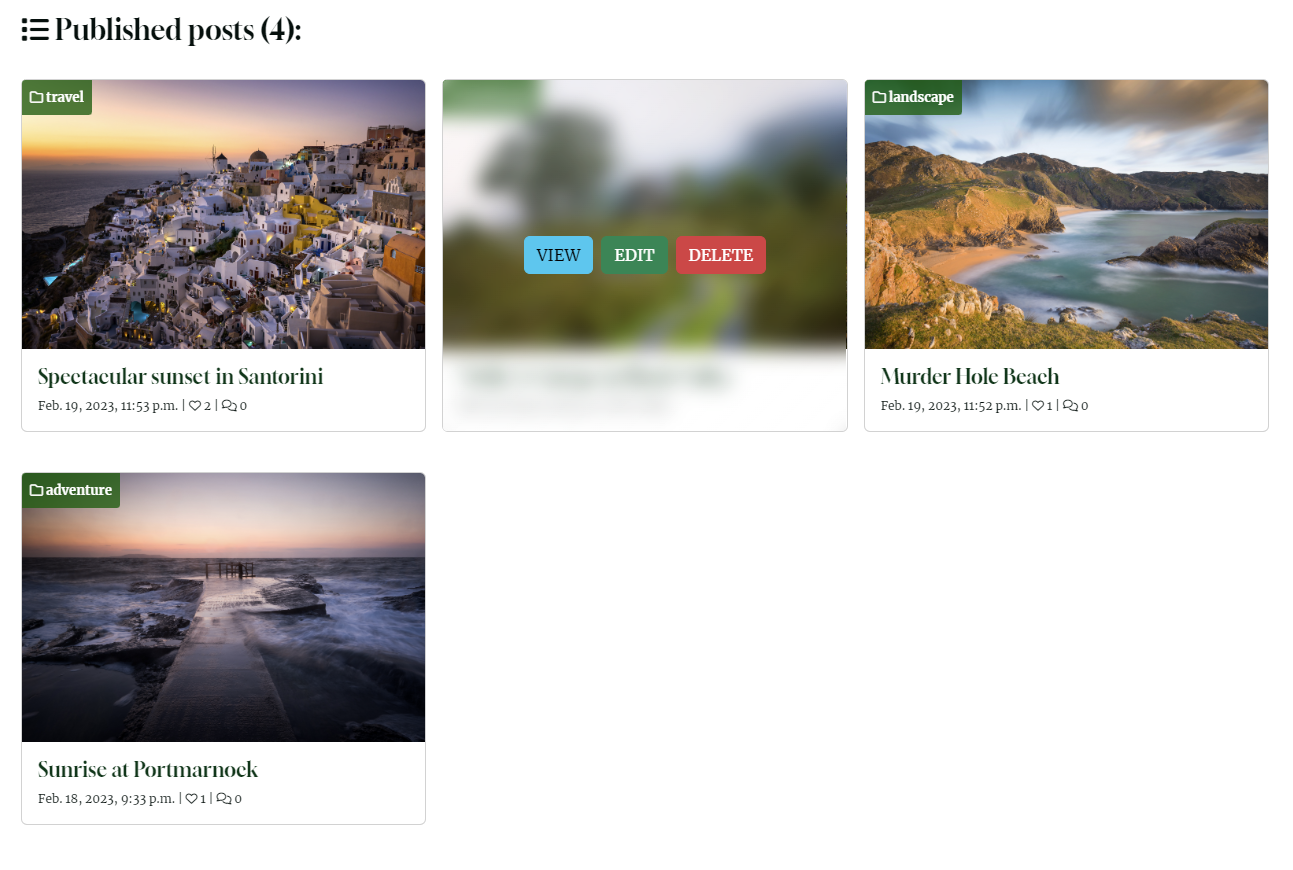 Published posts (4):
travel
landscape
VIEW EDIT DELETE
Spectacular sunset in Santorini
Feb. 19, 2023, 11:53 p.m. | 2 | 0
Murder Hole Beach
Feb. 19, 2023, 11:52 p.m. | 1 | 0
adventure
Sunrise at Portmarnock
Feb. 18, 2023, 9:33 p.m. | 1 | 0